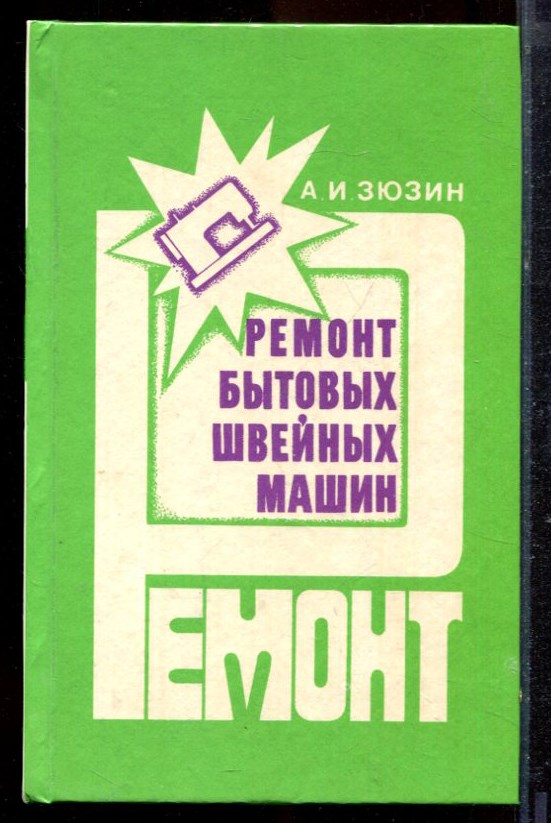 А. И. ЗЮЗИН
РЕМОНТ
БЫТОВЫХ
ШВЕЙНЫХ
МАШИН
РЕМОНТ